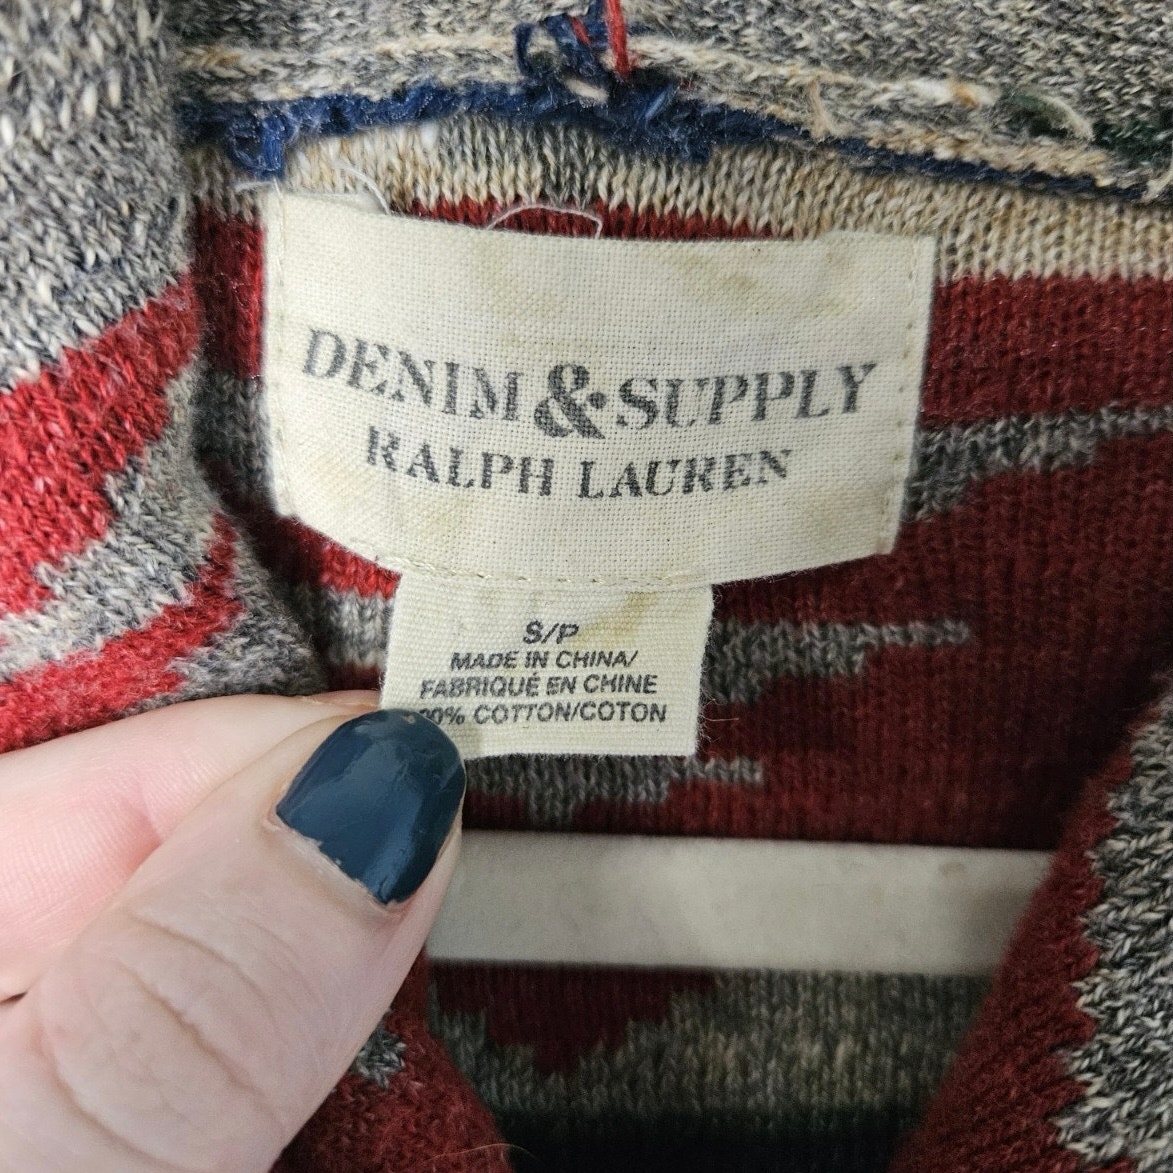 DENIM & SUPPLY
RALPH LAUREN
S/P
MADE IN CHINA/
FABRIQUÉ EN CHINE
COTTON/COTON